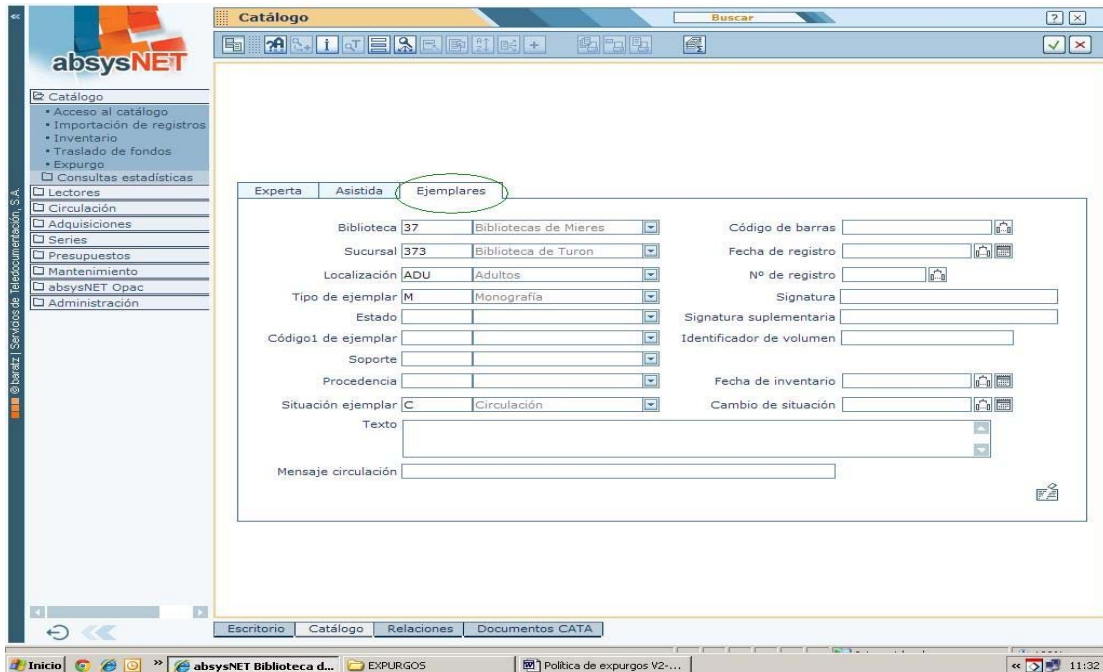 Catálogo
Buscar
absysNET
Catálogo
• Acceso al catálogo
• Importación de registros
• Inventario
• Traslado de fondos
• Expurgo
Consultas estadísticas
Lectores
Circulación
Adquisiciones
Series
Presupuestos
Mantenimiento
absysNET Opac
Administración
© baratz | Servicios de Teledocumentación, S.A.
Experta Asistida Ejemplares
Biblioteca 37 Bibliotecas de Mieres Código de barras
Sucursal 373 Biblioteca de Turon Fecha de registro
Localización ADU Adultos Nº de registro
Tipo de ejemplar M Monografía Signatura
Estado Signatura suplementaria
Código1 de ejemplar Identificador de volumen
Soporte
Procedencia Fecha de inventario
Situación ejemplar C Circulación Cambio de situación
Texto
Mensaje circulación
Escritorio Catálogo Relaciones Documentos CATA
Inicio » absysNET Biblioteca d... EXPURGOS Política de expurgos V2-... « 11:32